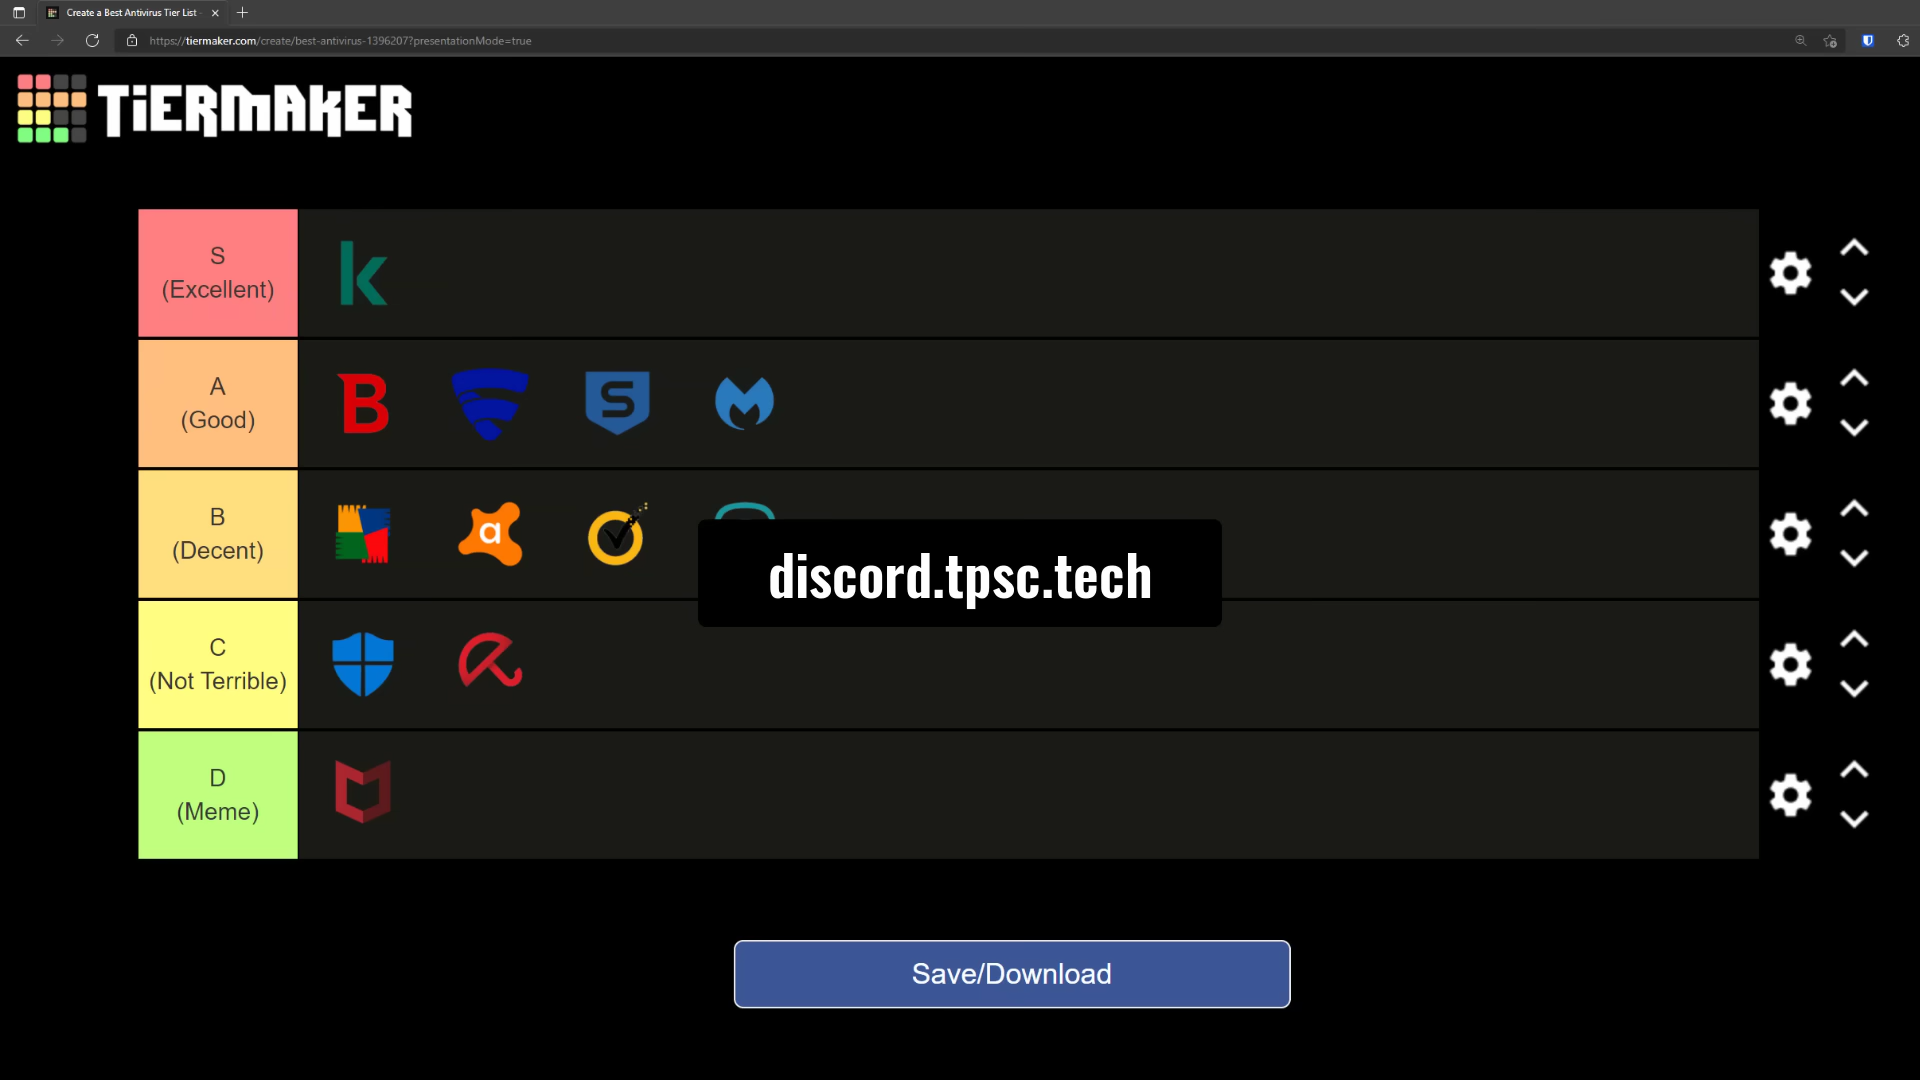 Create a Best Antivirus Tier List
https://tiermaker.com/create/best-antivirus-1396207?presentationMode=true
TiERMAKER
S
(Excellent)
k
A
(Good)
B
S
B
(Decent)
a
discord.tpsc.tech
C
(Not Terrible)
D
(Meme)
Save/Download